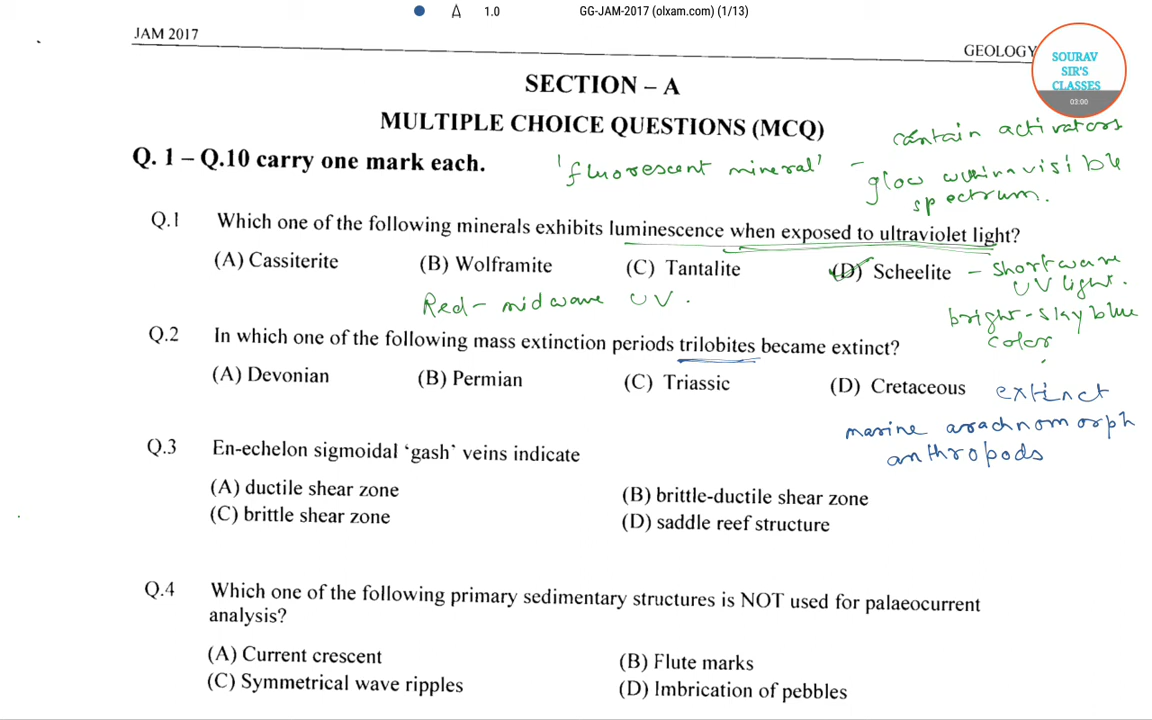 1.0 GG-JAM-2017 (olxam.com) (1/13)
JAM 2017
GEOLOGY
SOURAV
SIR'S
CLASSES
03:00
SECTION – A
MULTIPLE CHOICE QUESTIONS (MCQ)
contain activators
Q. 1 – Q.10 carry one mark each.
'fluorescent mineral' –
glow within a visible
spectrum.
Q.1 Which one of the following minerals exhibits luminescence when exposed to ultraviolet light?
(A) Cassiterite (B) Wolframite (C) Tantalite (D) Scheelite – shortwave
UV light.
Red – midwave UV.
bright-sky blue
color
Q.2 In which one of the following mass extinction periods trilobites became extinct?
(A) Devonian (B) Permian (C) Triassic (D) Cretaceous extinct
marine arachnomorph
anthropods
Q.3 En-echelon sigmoidal ‘gash’ veins indicate
(A) ductile shear zone (B) brittle-ductile shear zone
(C) brittle shear zone (D) saddle reef structure
Q.4 Which one of the following primary sedimentary structures is NOT used for palaeocurrent
analysis?
(A) Current crescent (B) Flute marks
(C) Symmetrical wave ripples (D) Imbrication of pebbles